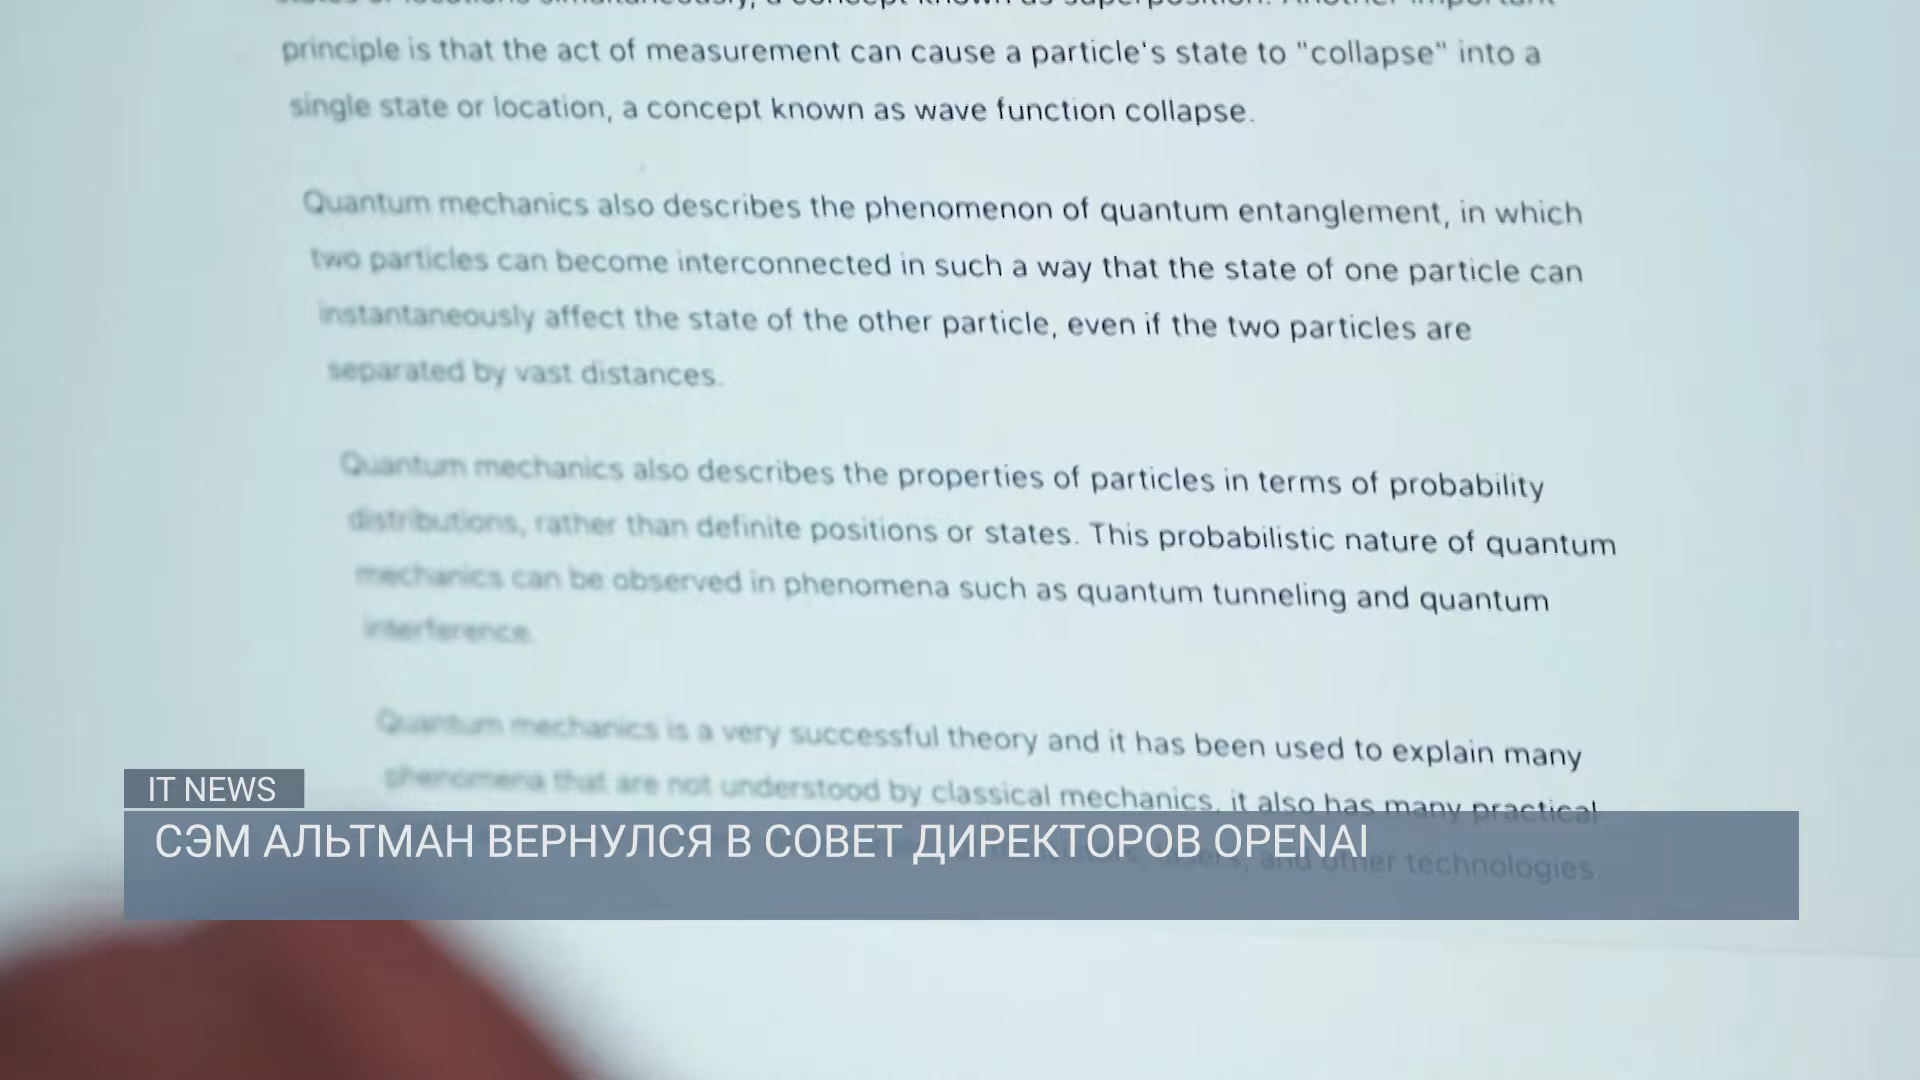 principle is that the act of measurement can cause a particle's state to "collapse" into a
single state or location, a concept known as wave function collapse.
Quantum mechanics also describes the phenomenon of quantum entanglement, in which
two particles can become interconnected in such a way that the state of one particle can
instantaneously affect the state of the other particle, even if the two particles are
separated by vast distances.
Quantum mechanics also describes the properties of particles in terms of probability
distributions, rather than definite positions or states. This probabilistic nature of quantum
mechanics can be observed in phenomena such as quantum tunneling and quantum
interference.
Quantum mechanics is a very successful theory and it has been used to explain many
phenomena that are not understood by classical mechanics, it also has many practical
and other technologies
IT NEWS
СЭМ АЛЬТМАН ВЕРНУЛСЯ В СОВЕТ ДИРЕКТОРОВ OPENAI